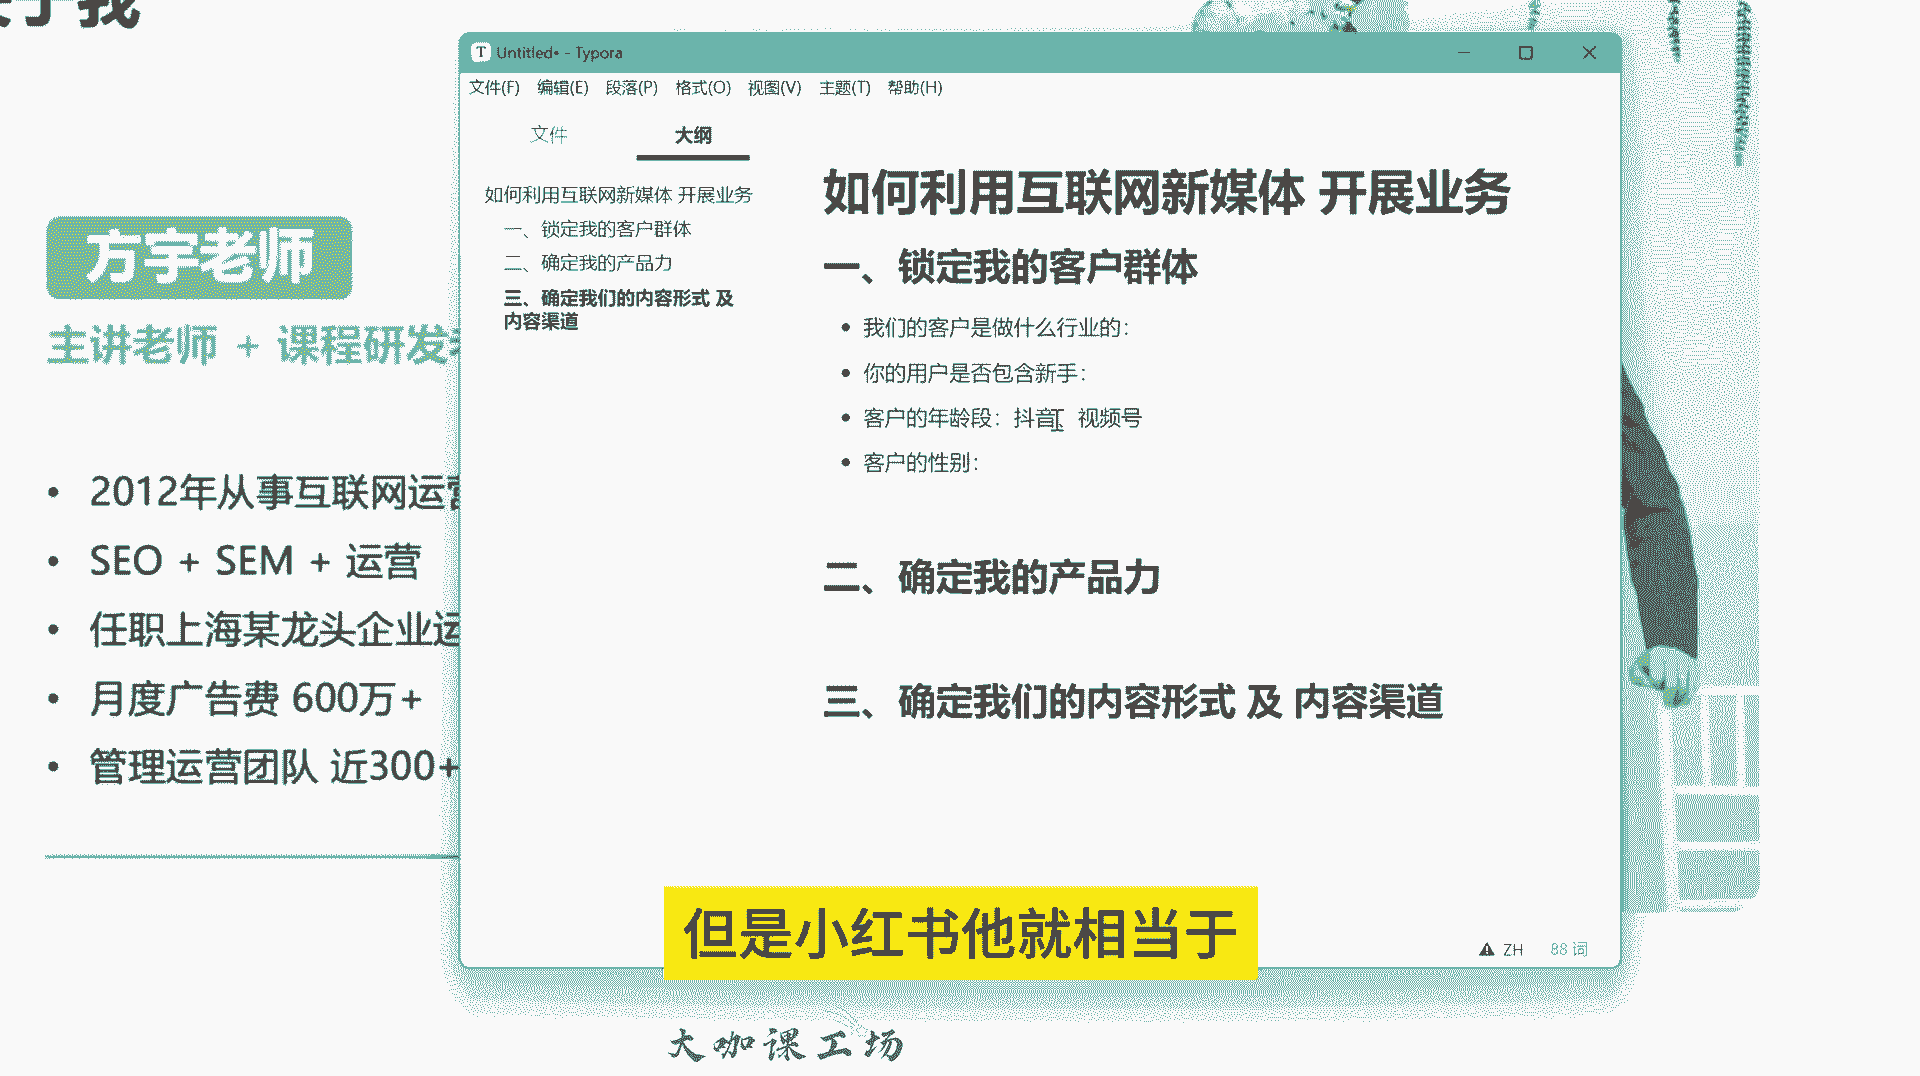 于我
方宇老师
主讲老师 + 课程研发
2012年从事互联网运营
SEO + SEM + 运营
任职上海某龙头企业运
月度广告费 600万+
管理运营团队 近300+
Untitled• - Typora
文件(F) 编辑(E) 段落(P) 格式(O) 视图(V) 主题(T) 帮助(H)
文件 大纲
如何利用互联网新媒体 开展业务
一、锁定我的客户群体
二、确定我的产品力
三、确定我们的内容形式 及
内容渠道
如何利用互联网新媒体 开展业务
一、锁定我的客户群体
我们的客户是做什么行业的：
你的用户是否包含新手：
客户的年龄段：抖音、视频号
客户的性别：
二、确定我的产品力
三、确定我们的内容形式 及 内容渠道
ZH 88 词
但是小红书他就相当于
大咖课工场